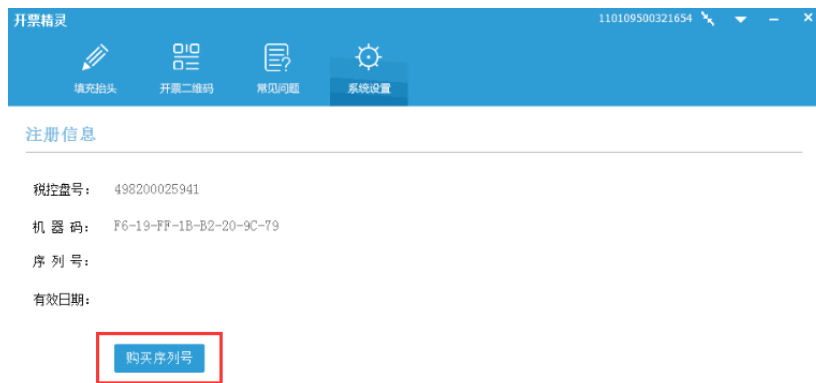 开票精灵 110109500321654
填充抬头 开票二维码 常见问题 系统设置
注册信息
税控盘号： 498200025941
机 器 码： F6-19-FF-1B-B2-20-9C-79
序 列 号：
有效日期：
购买序列号